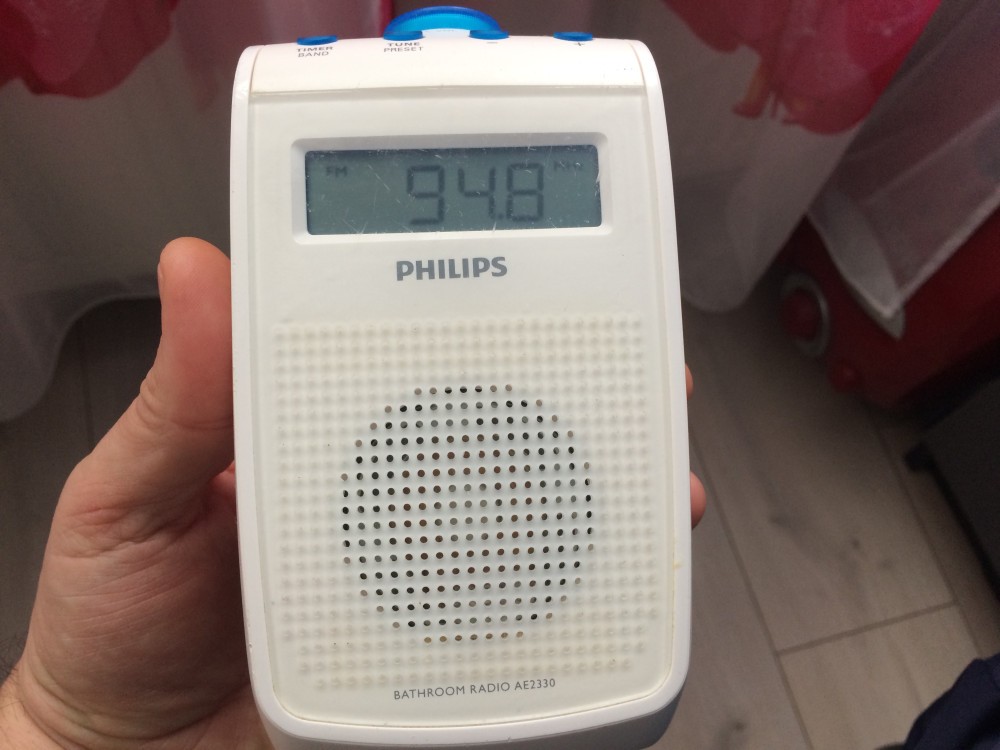 TIMER
BAND
TUNE
PRESET
-
+
FM
94.8
MHz
PHILIPS
BATHROOM RADIO AE2330